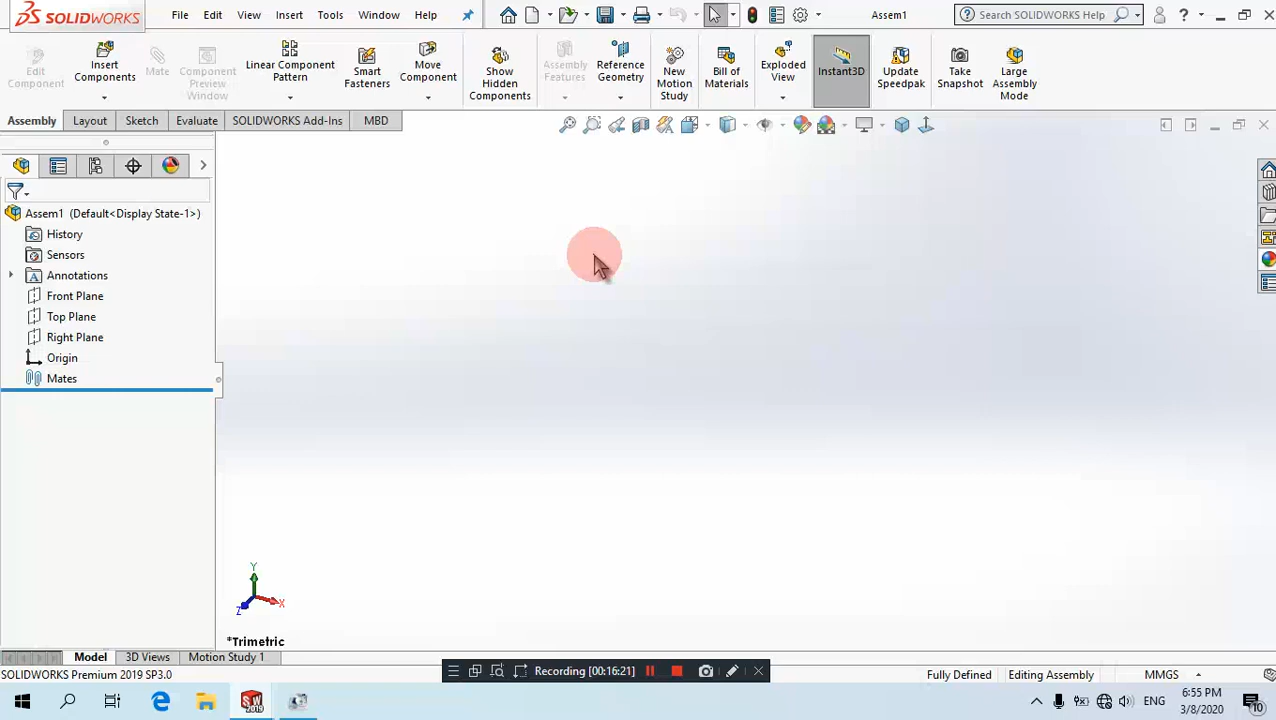 SOLIDWORKS File Edit View Insert Tools Window Help Assem1 Search SOLIDWORKS Help ?
Edit Component
Insert Components
Mate
Component Preview Window
Linear Component Pattern
Smart Fasteners
Move Component
Show Hidden Components
Assembly Features
Reference Geometry
New Motion Study
Bill of Materials
Exploded View
Instant3D
Update Speedpak
Take Snapshot
Large Assembly Mode
Assembly Layout Sketch Evaluate SOLIDWORKS Add-Ins MBD
Assem1 (Default<Display State-1>)
History
Sensors
A Annotations
Front Plane
Top Plane
Right Plane
Origin
Mates
Y
Z X
*Trimetric
Model 3D Views Motion Study 1
Recording [00:16:21]
SOLIDWORKS Premium 2019 SP3.0 Fully Defined Editing Assembly MMGS
SW 2019
ENG
6:55 PM
3/8/2020
10